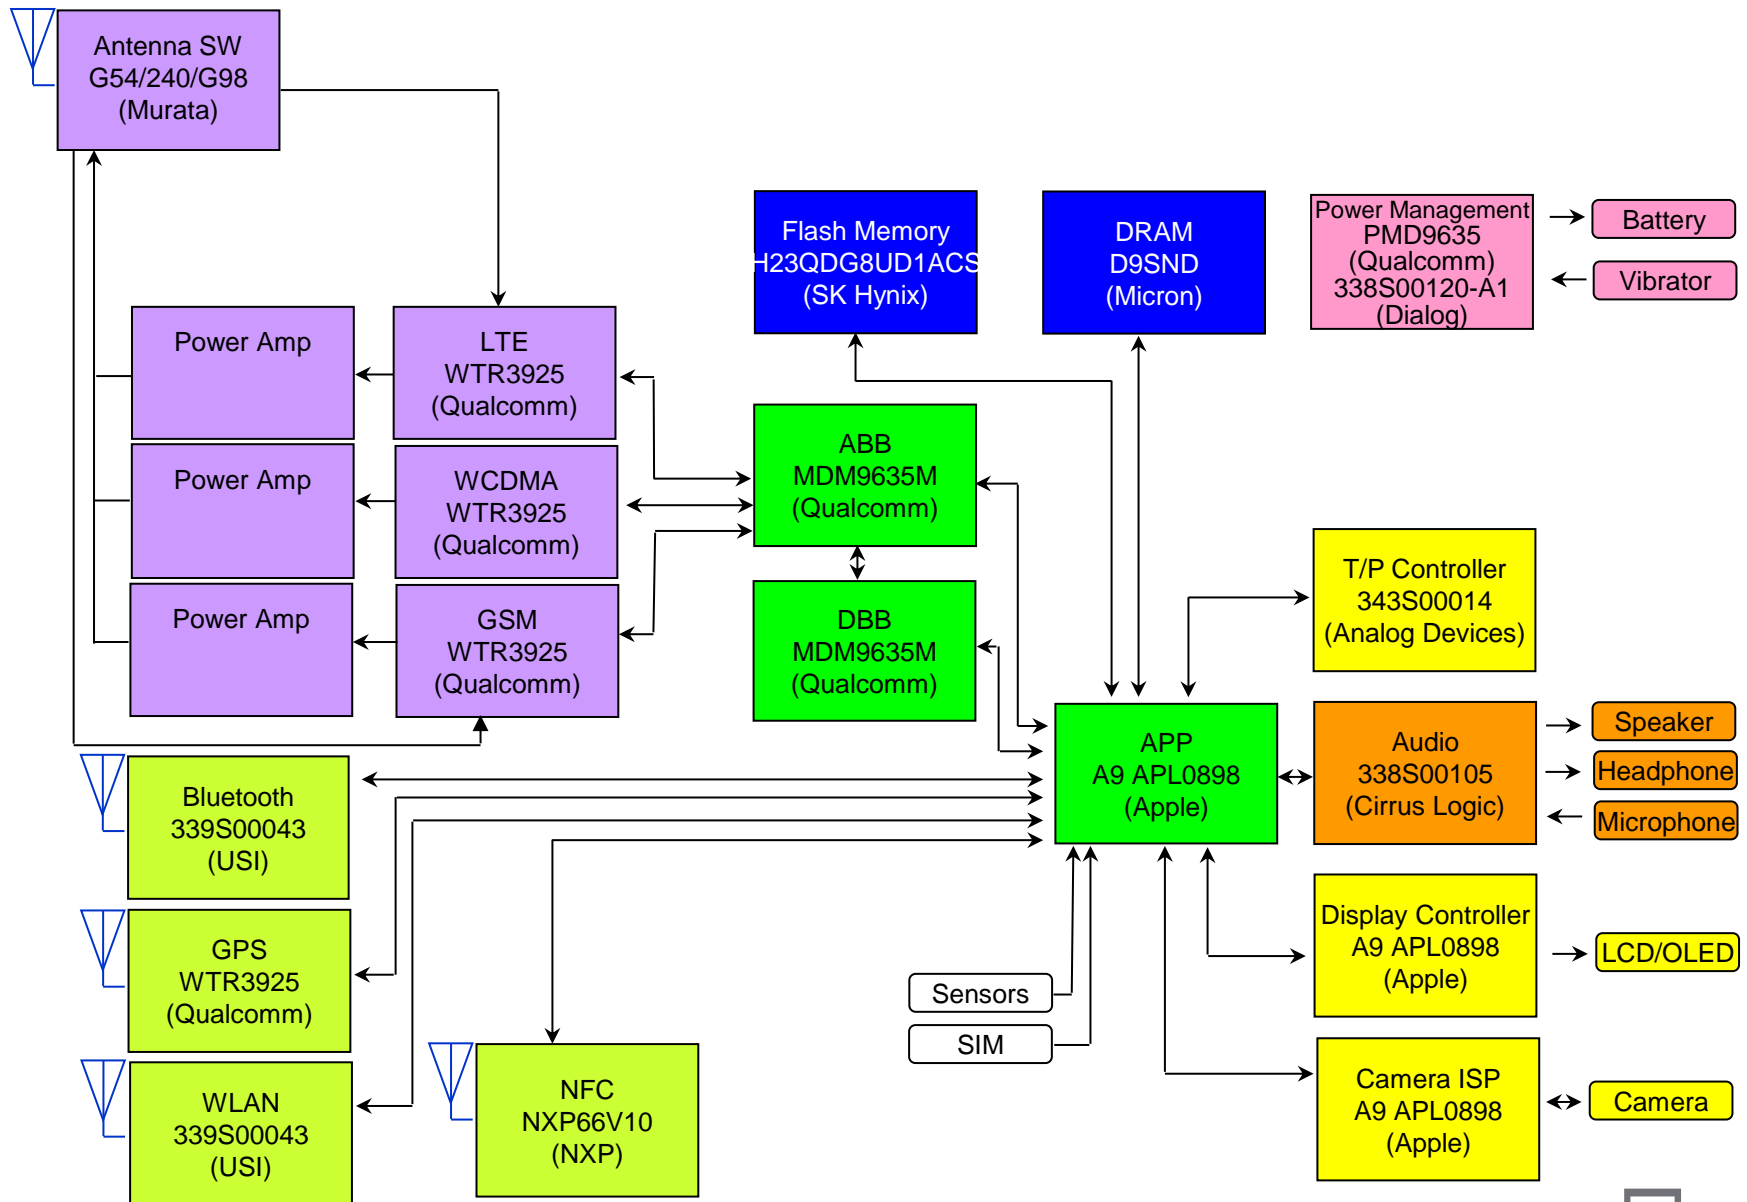 Antenna SW
G54/240/G98
(Murata)
Flash Memory
H23QDG8UD1ACS
(SK Hynix)
DRAM
D9SND
(Micron)
Power Management
PMD9635
(Qualcomm)
338S00120-A1
(Dialog)
Battery
Vibrator
Power Amp
LTE
WTR3925
(Qualcomm)
Power Amp
WCDMA
WTR3925
(Qualcomm)
Power Amp
GSM
WTR3925
(Qualcomm)
ABB
MDM9635M
(Qualcomm)
DBB
MDM9635M
(Qualcomm)
T/P Controller
343S00014
(Analog Devices)
APP
A9 APL0898
(Apple)
Audio
338S00105
(Cirrus Logic)
Speaker
Headphone
Microphone
Bluetooth
339S00043
(USI)
GPS
WTR3925
(Qualcomm)
WLAN
339S00043
(USI)
NFC
NXP66V10
(NXP)
Sensors
SIM
Display Controller
A9 APL0898
(Apple)
LCD/OLED
Camera ISP
A9 APL0898
(Apple)
Camera